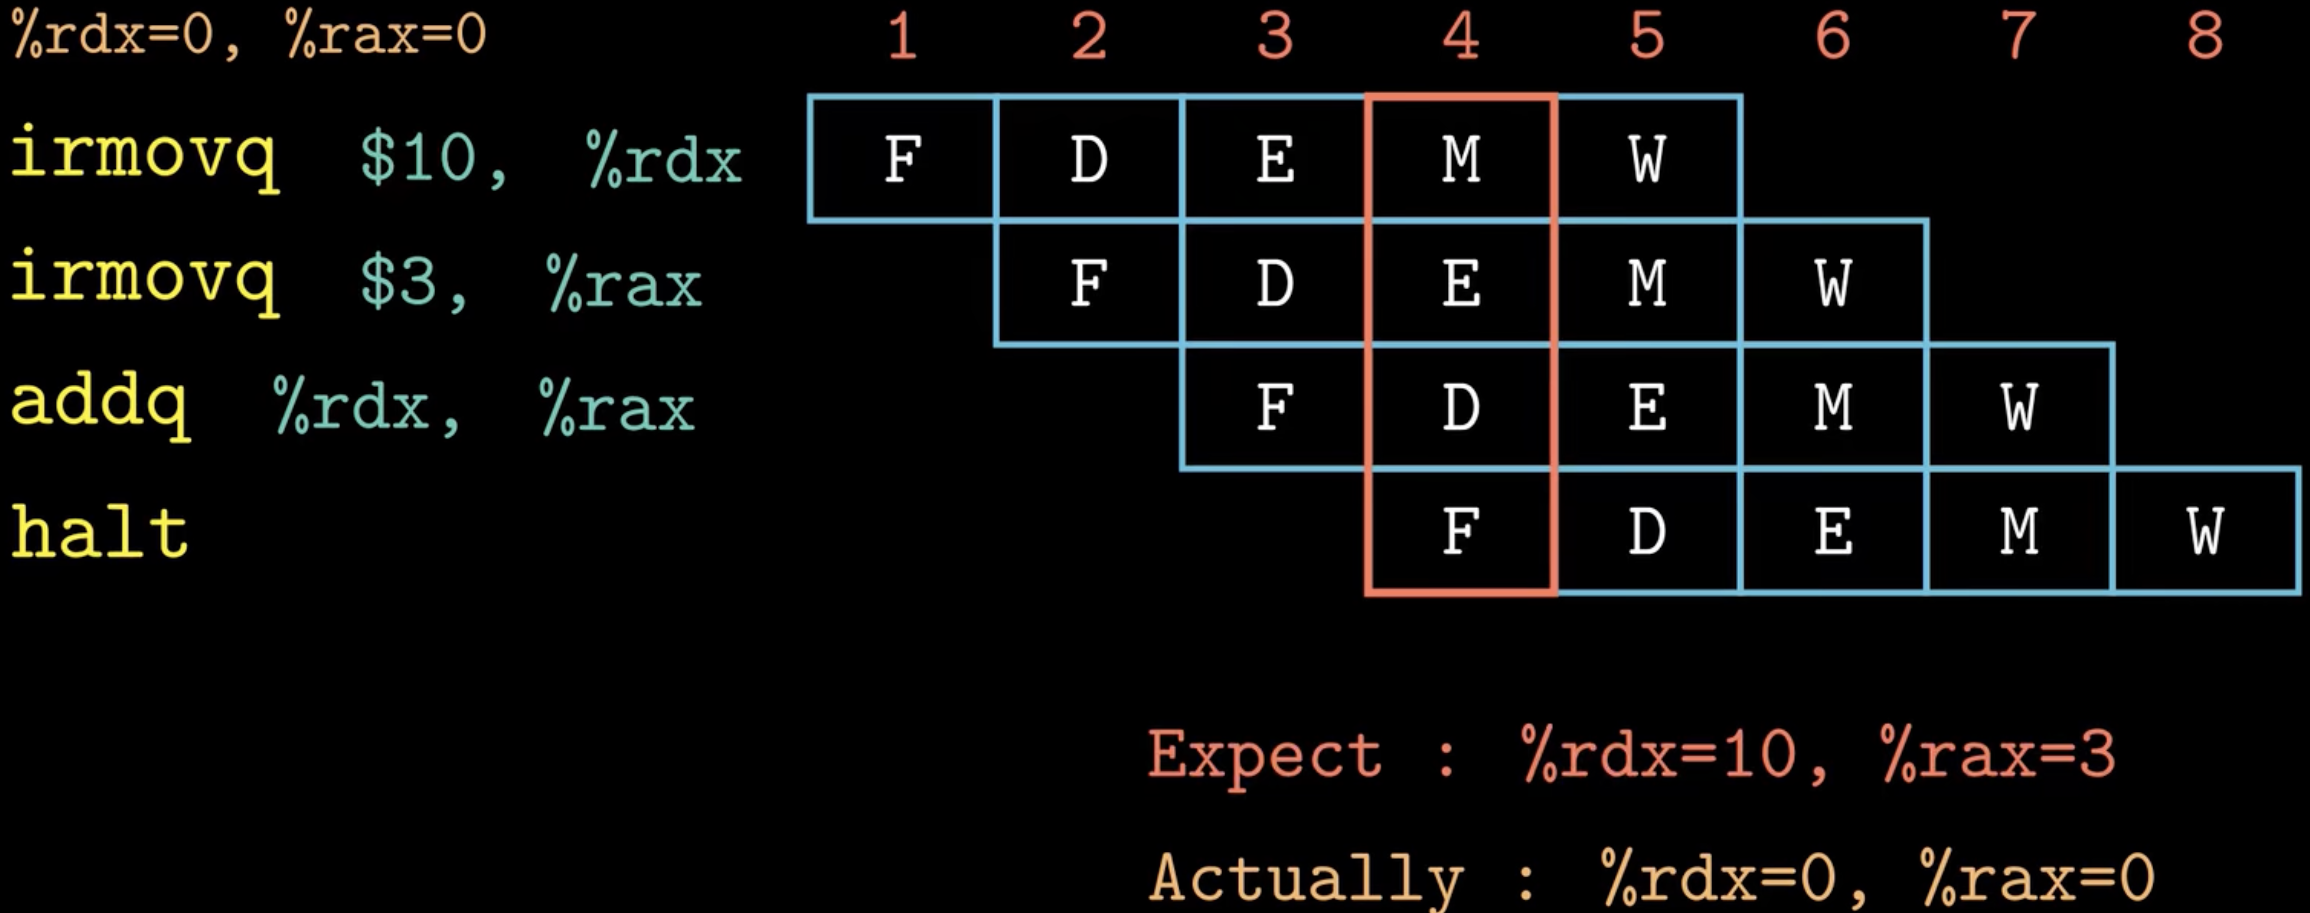 %rdx=0, %rax=0 1 2 3 4 5 6 7 8
irmovq $10, %rdx F D E M W
irmovq $3, %rax F D E M W
addq %rdx, %rax F D E M W
halt F D E M W
Expect : %rdx=10, %rax=3
Actually : %rdx=0, %rax=0